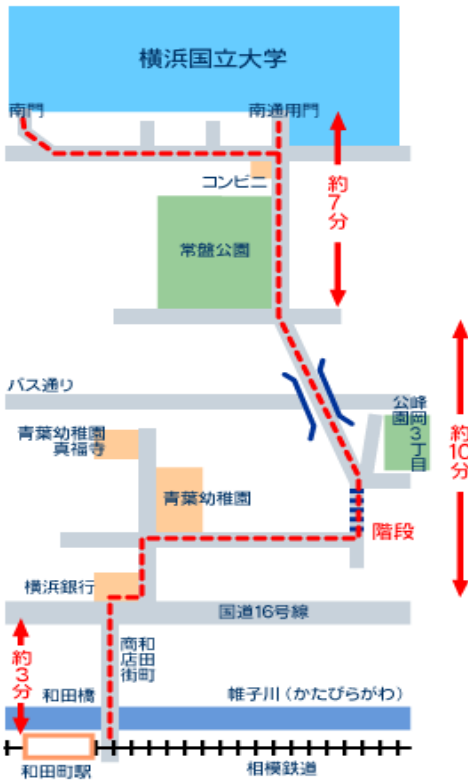 横浜国立大学
南門
南通用門
コンビニ
約7分
常盤公園
バス通り
峰岡3丁目
公園
青葉幼稚園
真福寺
約10分
青葉幼稚園
階段
横浜銀行
国道16号線
和田町
商店街
約3分
和田橋
帷子川(かたびらがわ)
和田町駅
相模鉄道